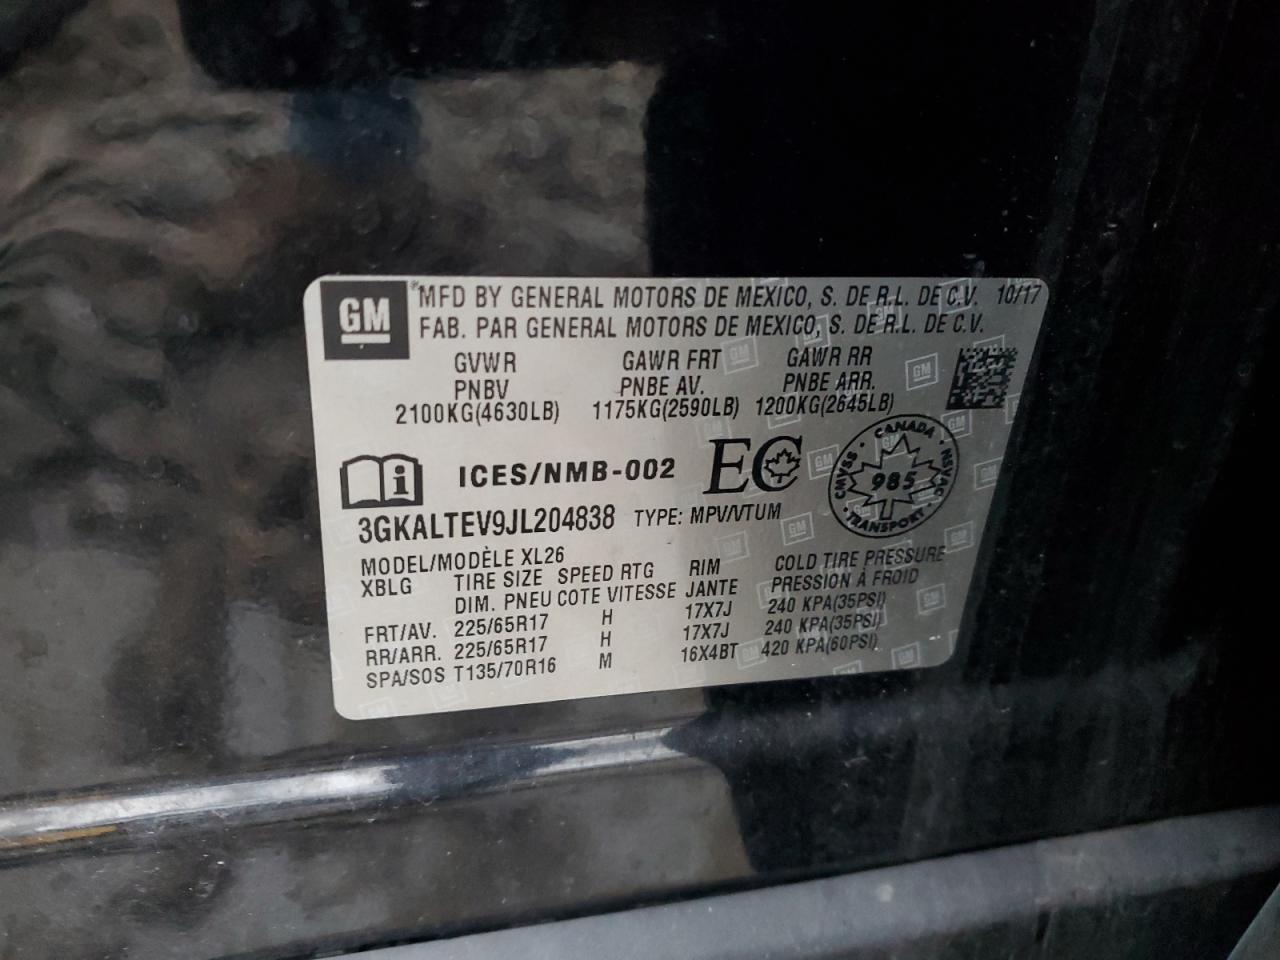 GM ® MFD BY GENERAL MOTORS DE MEXICO, S. DE R.L. DE C.V. 10/17
FAB. PAR GENERAL MOTORS DE MEXICO, S. DE R.L. DE C.V.
GVWR GAWR FRT GAWR RR
PNBV PNBE AV. PNBE ARR.
2100KG(4630LB) 1175KG(2590LB) 1200KG(2645LB)
ICES/NMB-002 EC CANADA CMVSS 985 NSVAC TRANSPORT
3GKALTEV9JL204838 TYPE: MPV/VTUM
MODEL/MODÈLE XL26
XBLG TIRE SIZE SPEED RTG RIM COLD TIRE PRESSURE
DIM. PNEU COTE VITESSE JANTE PRESSION À FROID
FRT/AV. 225/65R17 H 17X7J 240 KPA(35PSI)
RR/ARR. 225/65R17 H 17X7J 240 KPA(35PSI)
SPA/SOS T135/70R16 M 16X4BT 420 KPA(60PSI)